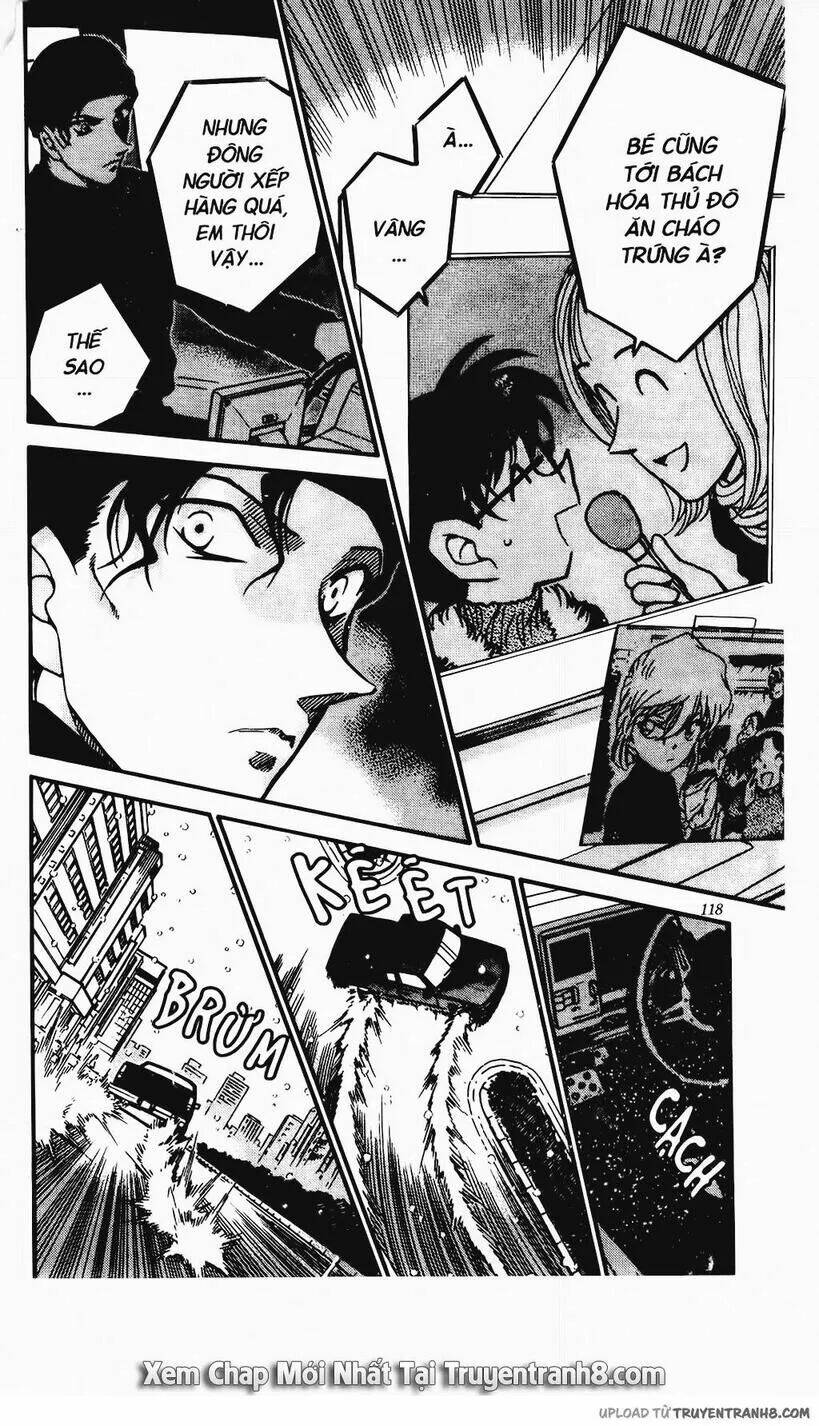 BÉ CŨNG
TỚI BÁCH
HÓA THỦ ĐÔ
ĂN CHÁO
TRỨNG À?
À...
VÂNG
...
NHƯNG
ĐÔNG
NGƯỜI XẾP
HÀNG QUÁ,
EM THÔI
VẬY...
THẾ
SAO
...
118
CẠCH
KÉÉT
BRỪM
Xem Chap Mới Nhất Tại Truyentranh8.com
UPLOAD TỪ TRUYENTRANH8.COM